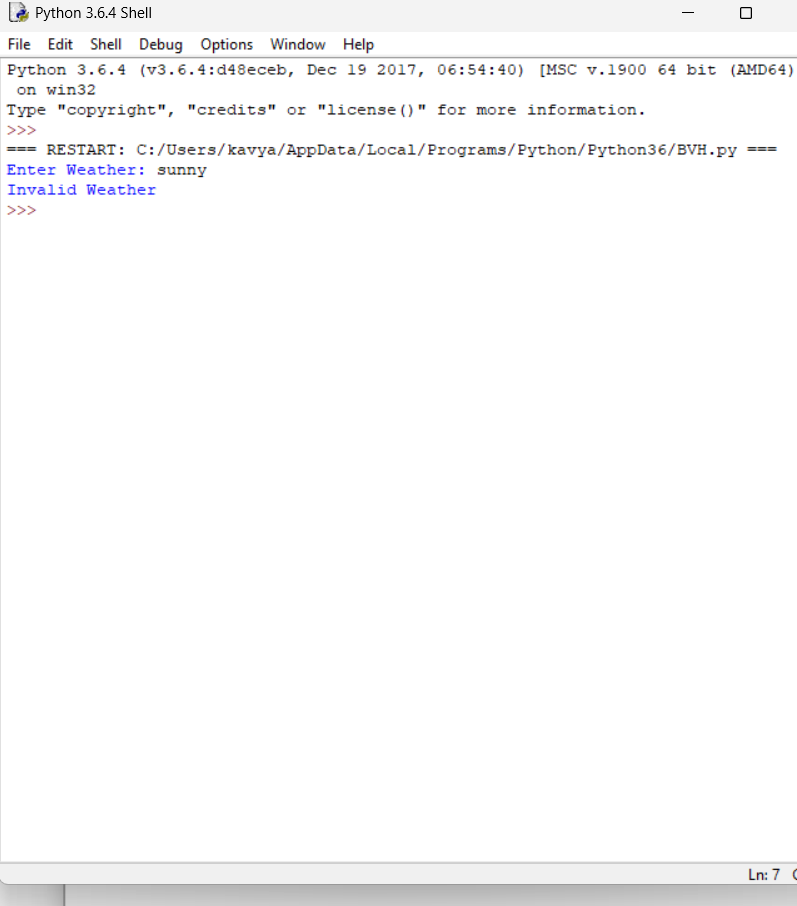 Python 3.6.4 Shell
File Edit Shell Debug Options Window Help
Python 3.6.4 (v3.6.4:d48eceb, Dec 19 2017, 06:54:40) [MSC v.1900 64 bit (AMD64)
on win32
Type "copyright", "credits" or "license()" for more information.
>>>
=== RESTART: C:/Users/kavya/AppData/Local/Programs/Python/Python36/BVH.py ===
Enter Weather: sunny
Invalid Weather
>>>
Ln: 7